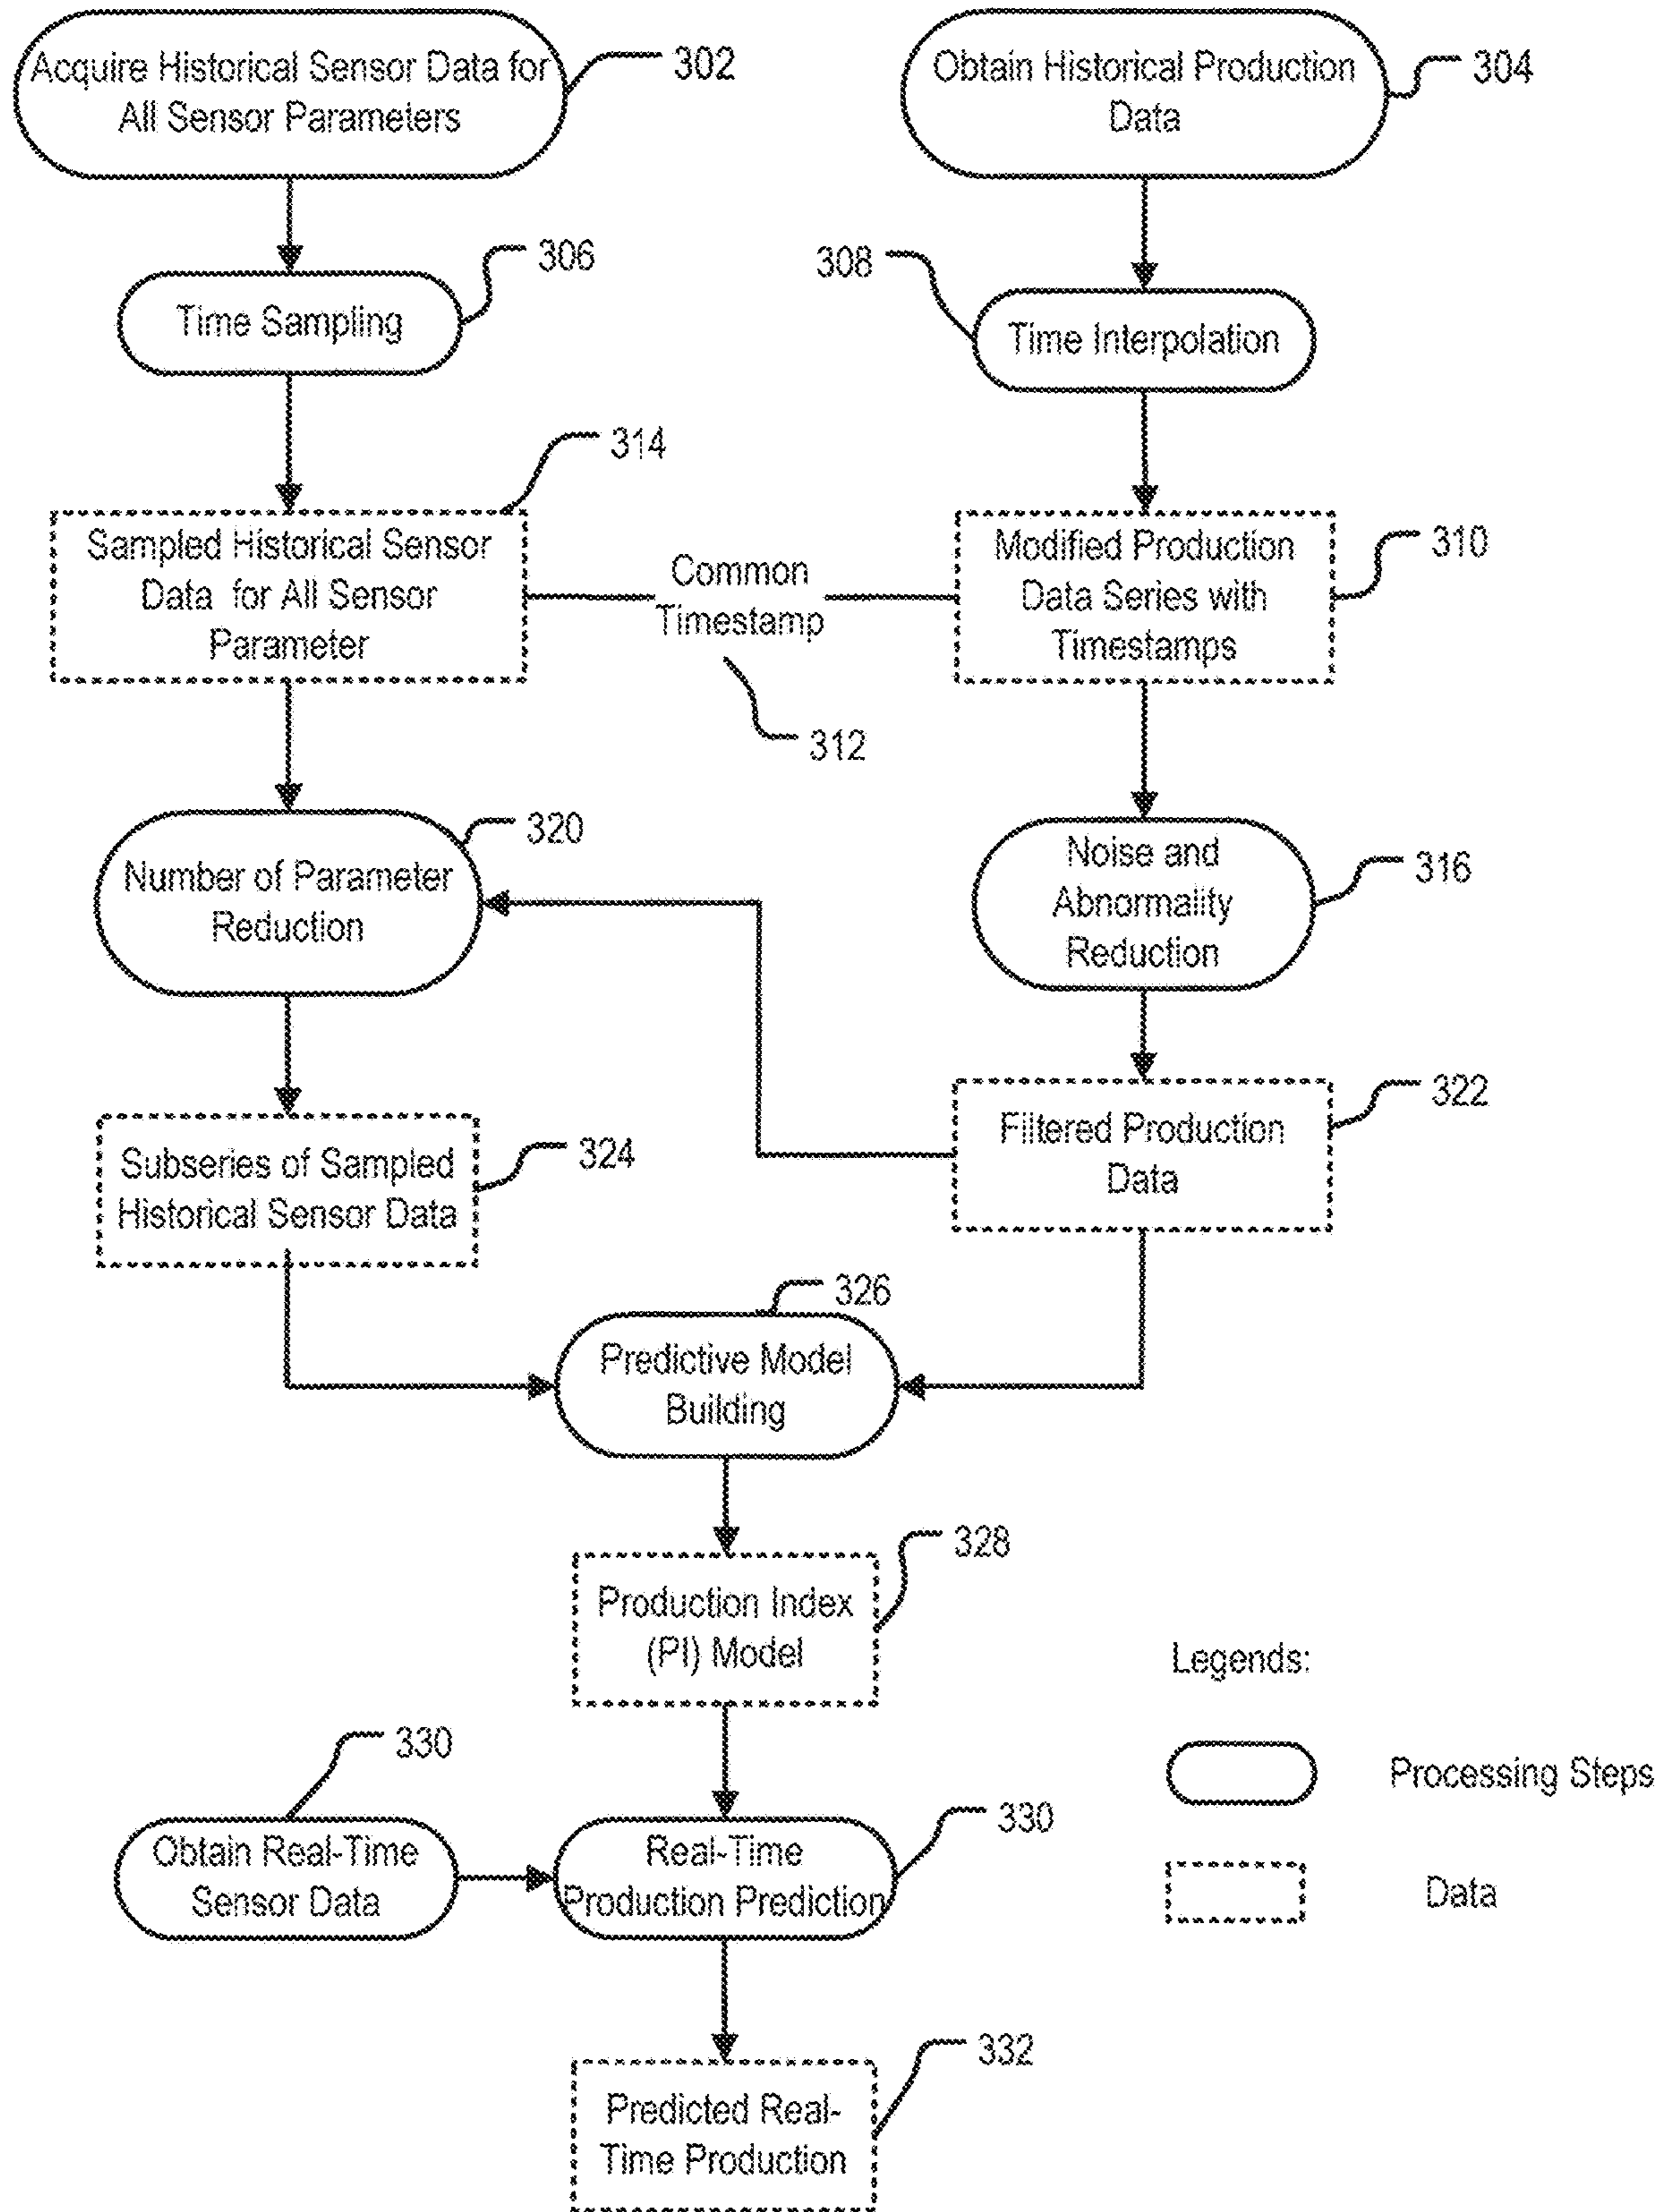 Acquire Historical Sensor Data for
All Sensor Parameters
302
Obtain Historical Production
Data
304
Time Sampling
306
308
Time Interpolation
314
Sampled Historical Sensor
Data for All Sensor
Parameter
Common
Timestamp
312
Modified Production
Data Series with
Timestamps
310
Number of Parameter
Reduction
320
Noise and
Abnormality
Reduction
316
Subseries of Sampled
Historical Sensor Data
324
Filtered Production
Data
322
326
Predictive Model
Building
Production Index
(PI) Model
328
Legends:
Processing Steps
Data
330
Obtain Real-Time
Sensor Data
Real-Time
Production Prediction
330
Predicted Real-
Time Production
332